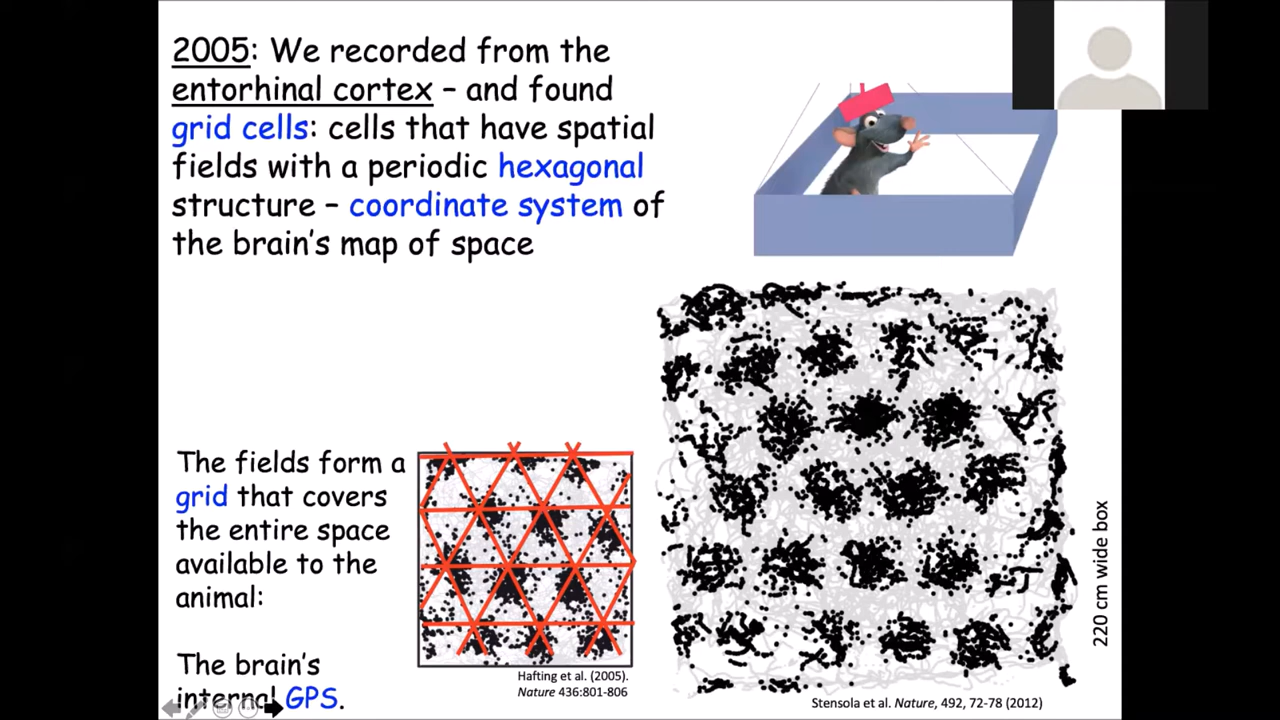 2005: We recorded from the
entorhinal cortex – and found
grid cells: cells that have spatial
fields with a periodic hexagonal
structure – coordinate system of
the brain's map of space
The fields form a
grid that covers
the entire space
available to the
animal:
The brain's
internal GPS.
Hafting et al. (2005).
Nature 436:801-806
220 cm wide box
Stensola et al. Nature, 492, 72-78 (2012)